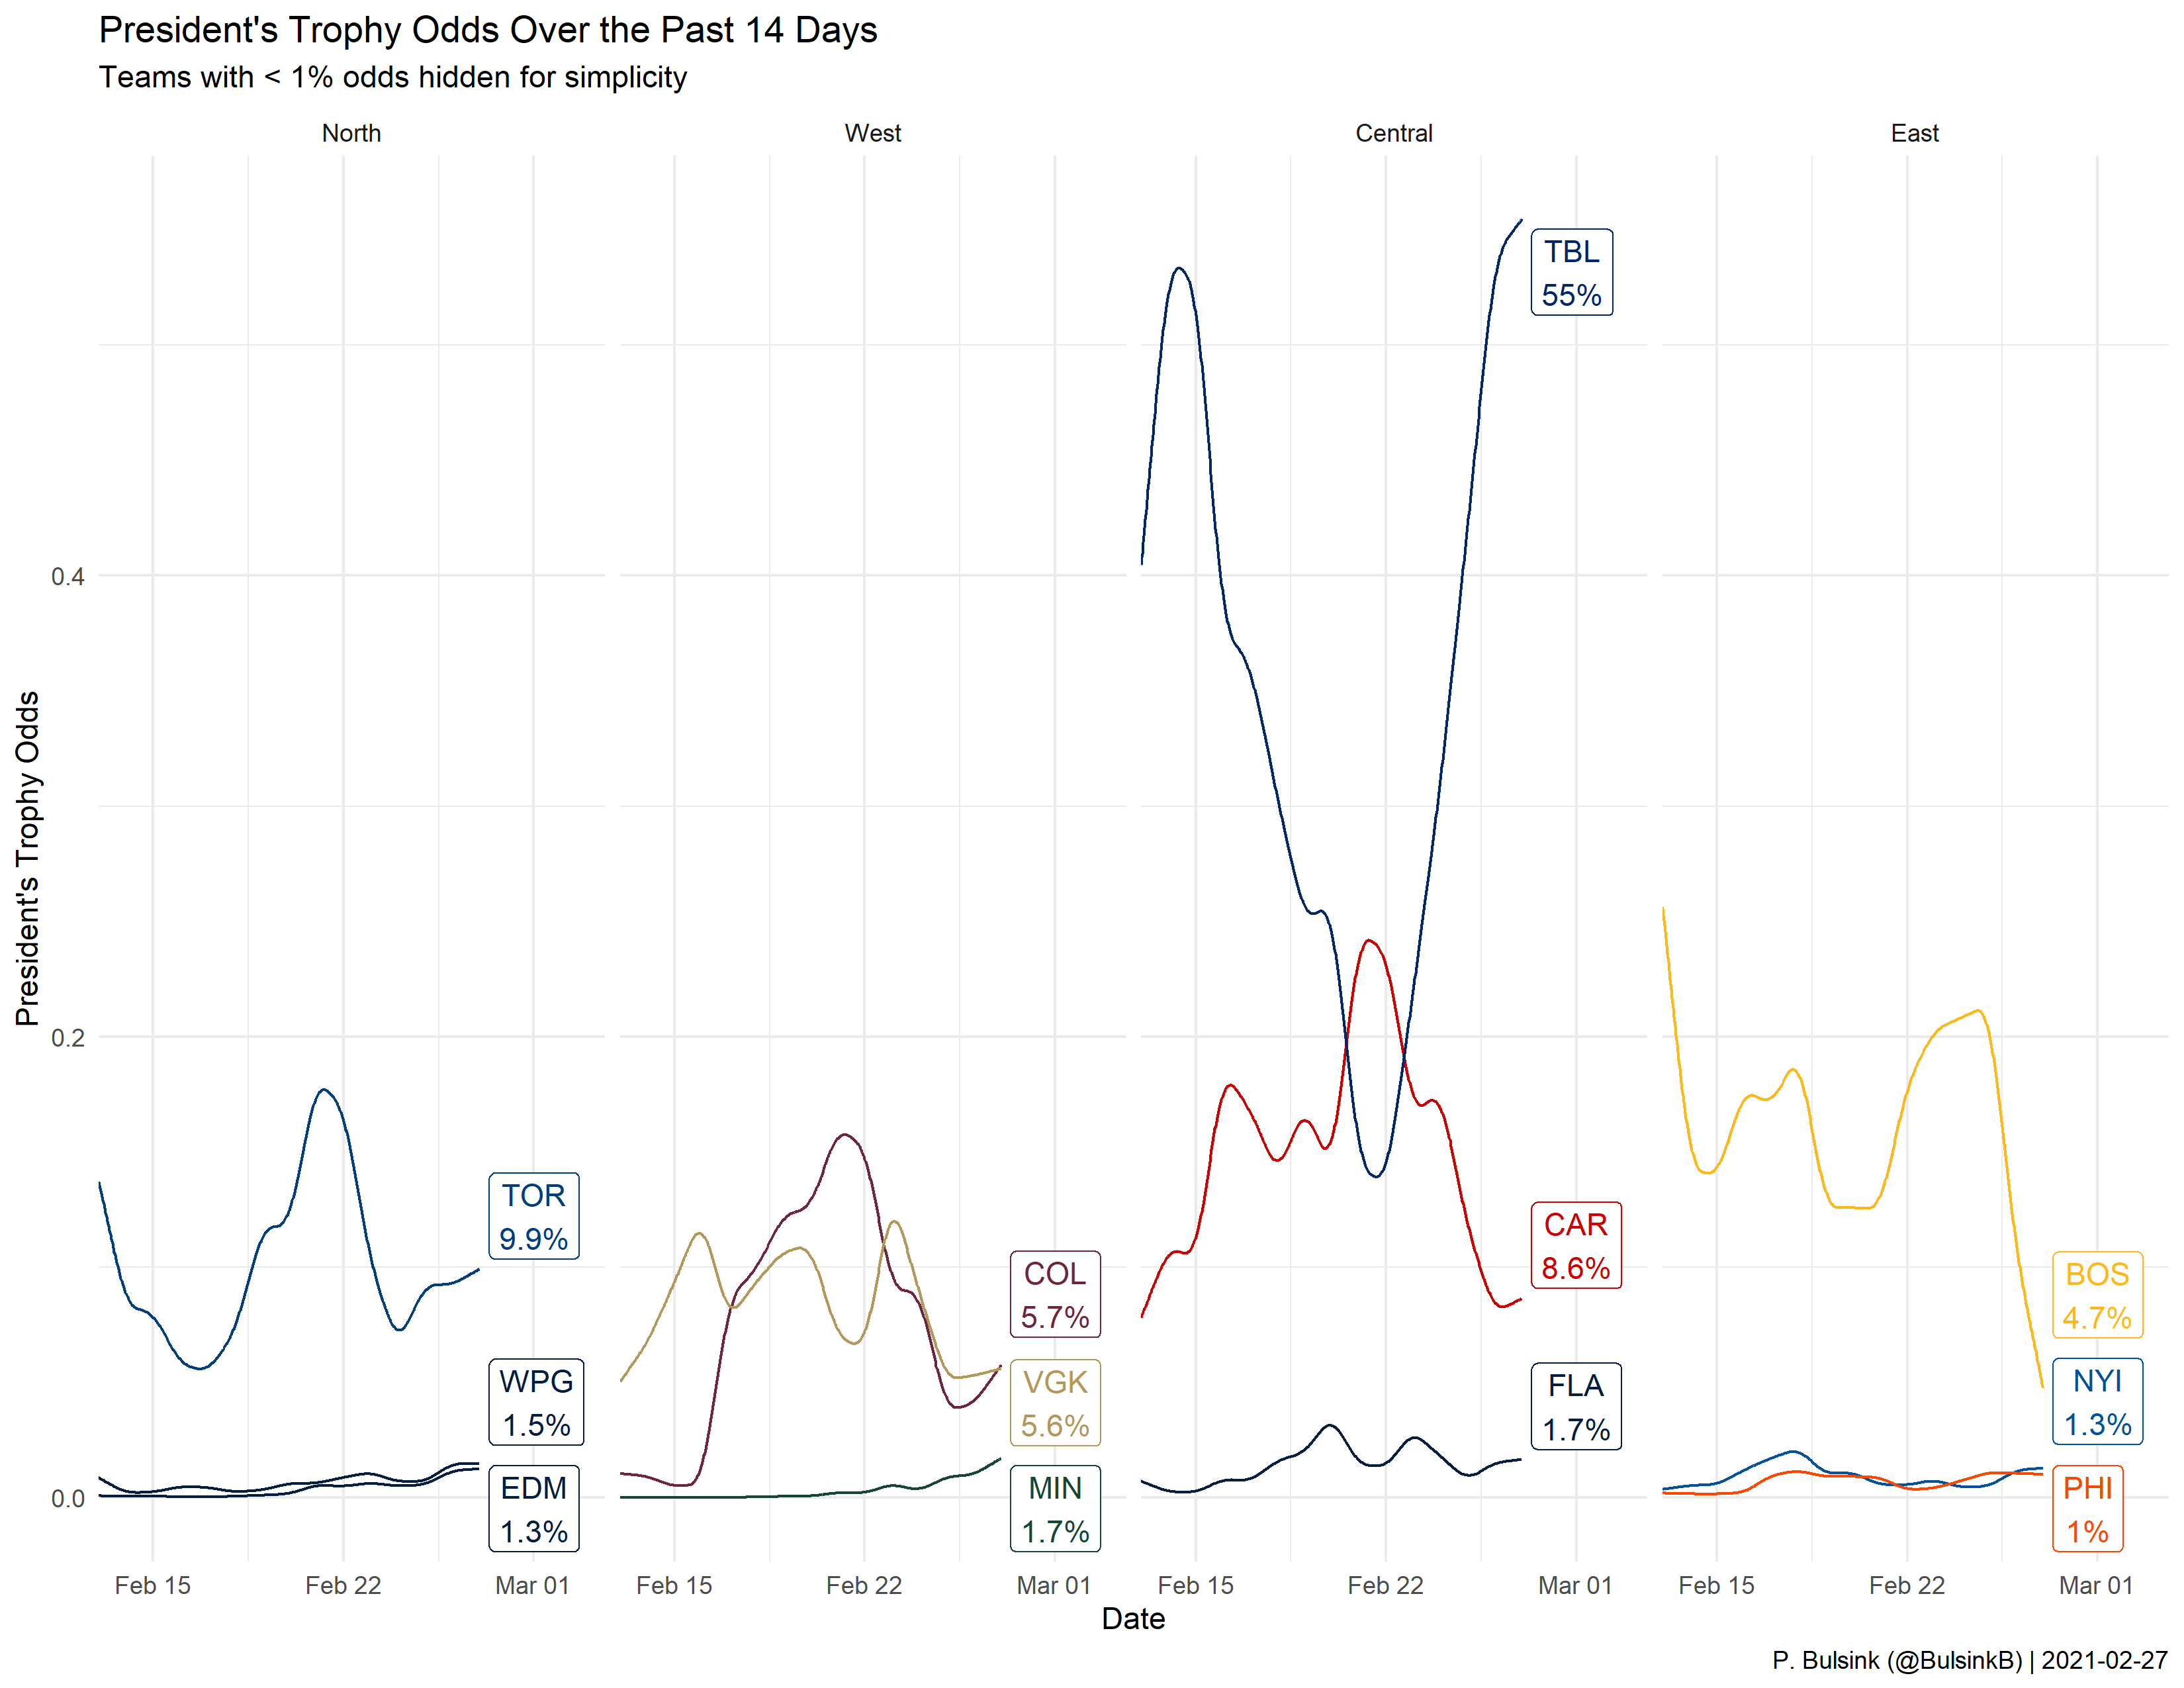 President's Trophy Odds Over the Past 14 Days
Teams with < 1% odds hidden for simplicity
North
West
Central
East
President's Trophy Odds
0.4
0.2
0.0
TOR
9.9%
WPG
1.5%
EDM
1.3%
COL
5.7%
VGK
5.6%
MIN
1.7%
TBL
55%
CAR
8.6%
FLA
1.7%
BOS
4.7%
NYI
1.3%
PHI
1%
Feb 15
Feb 22
Mar 01
Feb 15
Feb 22
Mar 01
Feb 15
Feb 22
Mar 01
Feb 15
Feb 22
Mar 01
Date
P. Bulsink (@BulsinkB) | 2021-02-27